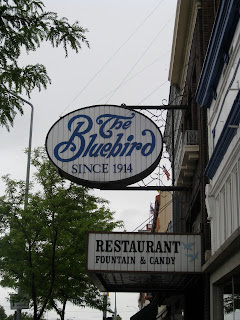 The
Bluebird
SINCE 1914
RESTAURANT
FOUNTAIN & CANDY